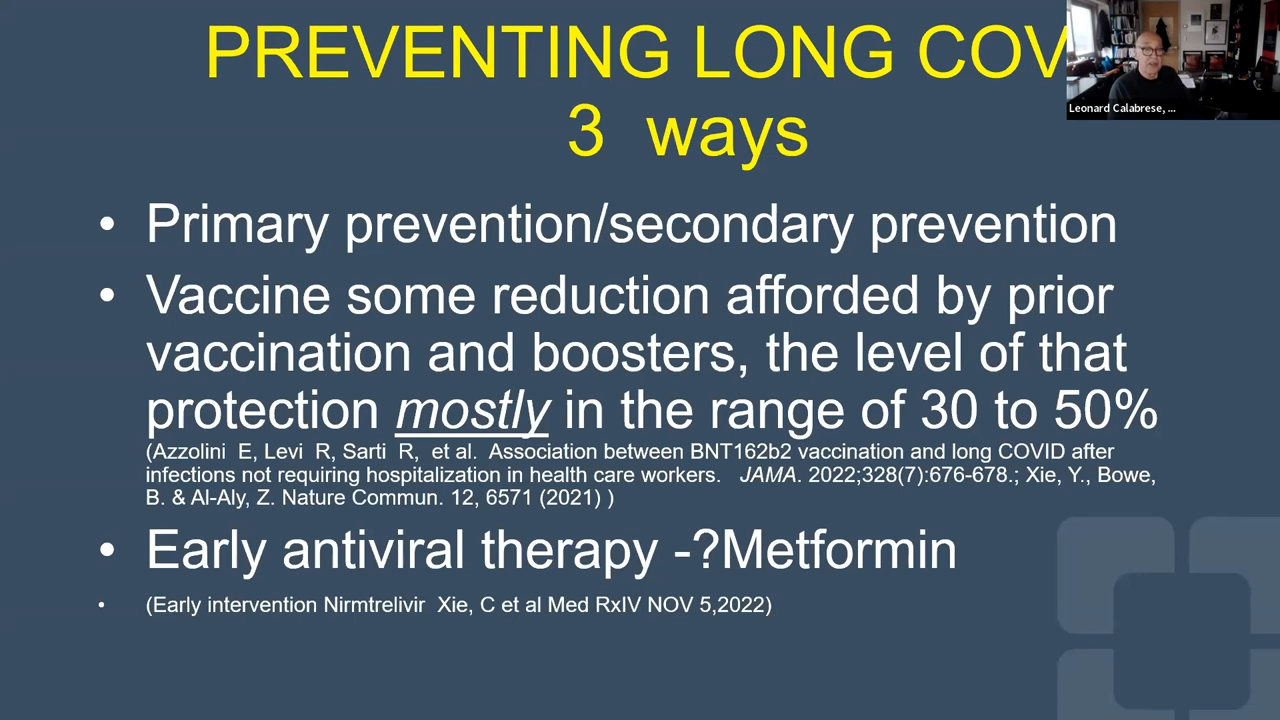 PREVENTING LONG COV
3 ways
• Primary prevention/secondary prevention
• Vaccine some reduction afforded by prior
vaccination and boosters, the level of that
protection mostly in the range of 30 to 50%
(Azzolini E, Levi R, Sarti R, et al. Association between BNT162b2 vaccination and long COVID after
infections not requiring hospitalization in health care workers. JAMA. 2022;328(7):676-678.; Xie, Y., Bowe,
B. & Al-Aly, Z. Nature Commun. 12, 6571 (2021) )
• Early antiviral therapy -?Metformin
• (Early intervention Nirmtrelivir Xie, C et al Med RxIV NOV 5,2022)
Leonard Calabrese, ...